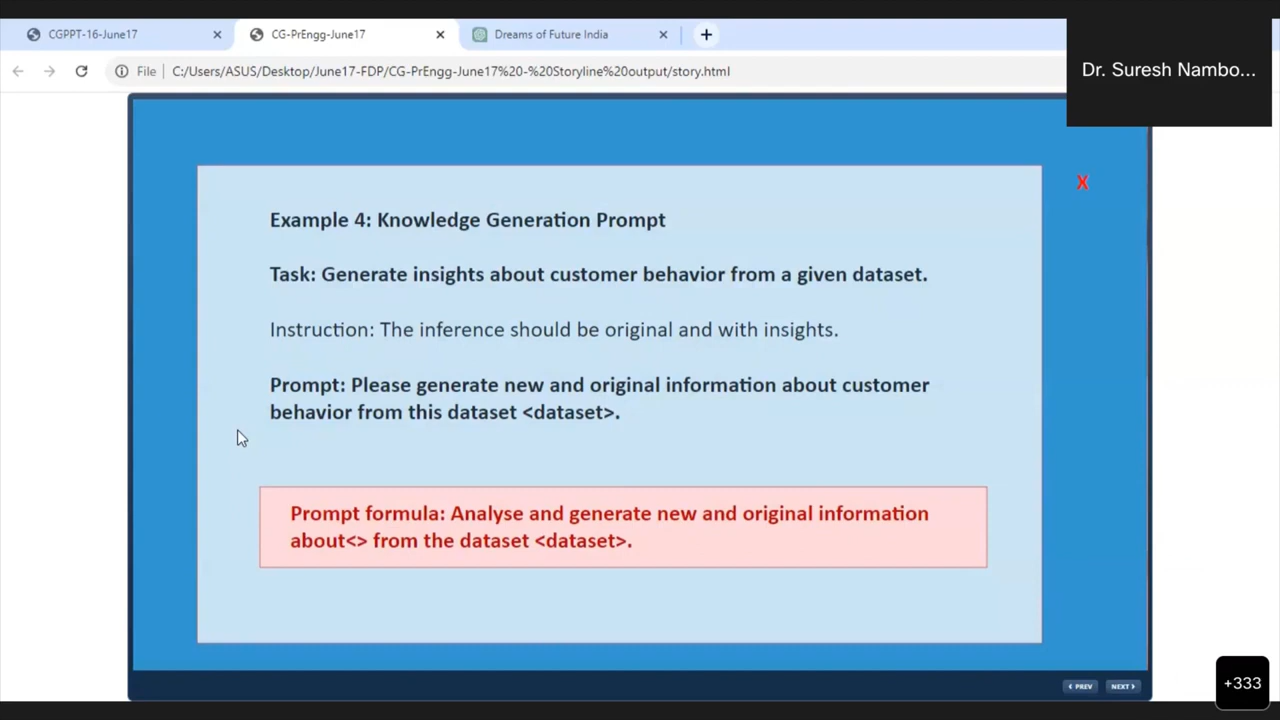 CGPPT-16-June17
CG-PrEngg-June17
Dreams of Future India
File
C:/Users/ASUS/Desktop/June17-FDP/CG-PrEngg-June17%20-%20Storyline%20output/story.html
Dr. Suresh Nambo...
X
Example 4: Knowledge Generation Prompt
Task: Generate insights about customer behavior from a given dataset.
Instruction: The inference should be original and with insights.
Prompt: Please generate new and original information about customer
behavior from this dataset <dataset>.
Prompt formula: Analyse and generate new and original information
about<> from the dataset <dataset>.
PREV
NEXT
+333